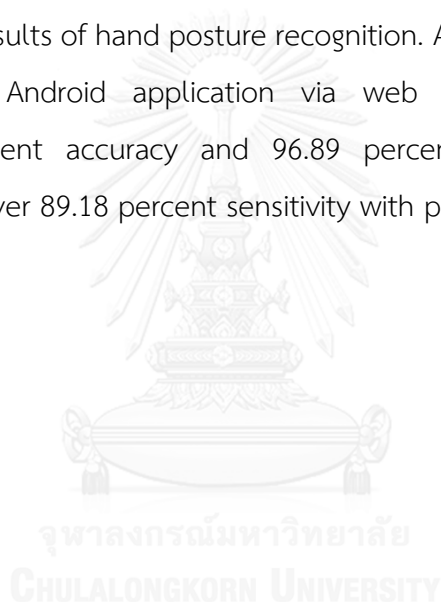 sults of hand posture recognition. A
Android application via web
ent accuracy and 96.89 percen
ver 89.18 percent sensitivity with p
จุฬาลงกรณ์มหาวิทยาลัย
CHULALONGKORN UNIVERSITY